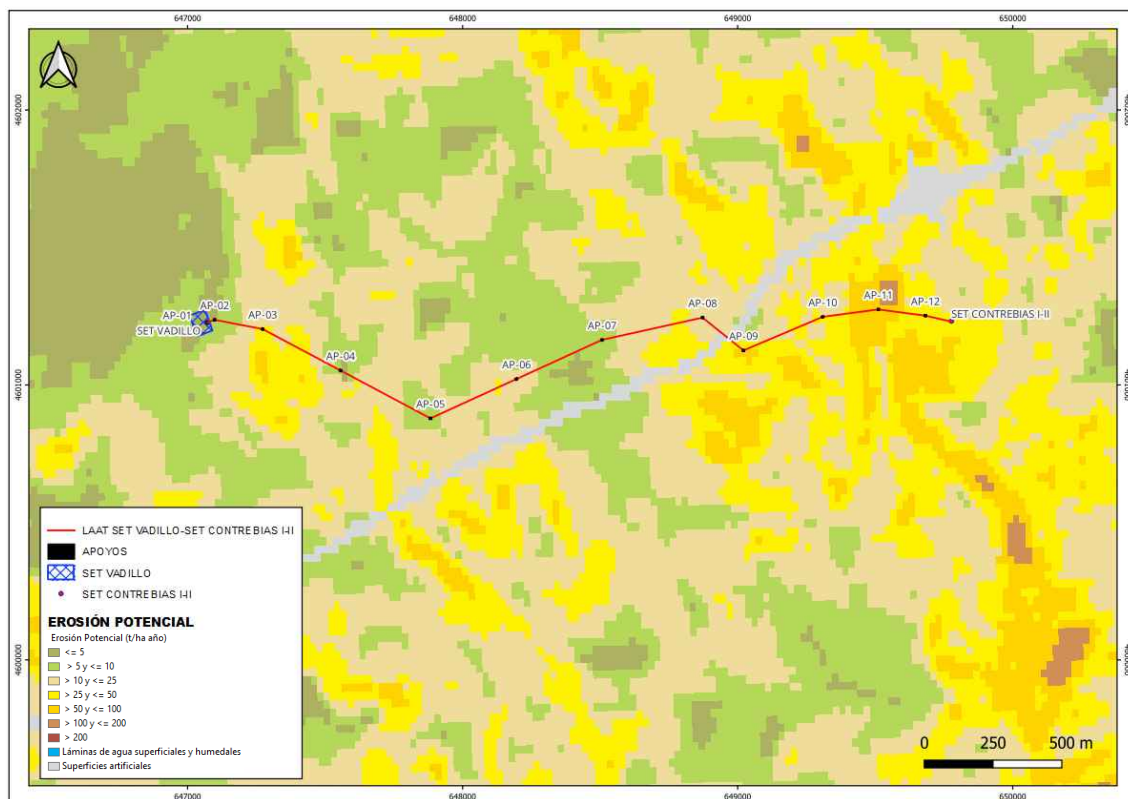 647000 648000 649000 650000
4602000 4602000
AP-08
AP-10
AP-11
AP-12
AP-02
AP-01
AP-03
SET VADILLO
SET CONTREBIAS I-II
AP-07
AP-09
AP-04
AP-06
4601000 4601000
AP-05
LAAT SET VADILLO-SET CONTREBIAS I-II
APOYOS
SET VADILLO
SET CONTREBIAS I-II
EROSIÓN POTENCIAL
Erosión Potencial (t/ha año)
<= 5
> 5 y <= 10
> 10 y <= 25
> 25 y <= 50
> 50 y <= 100
> 100 y <= 200
> 200
Láminas de agua superficiales y humedales
Superficies artificiales
4600000 4600000
0 250 500 m
647000 648000 649000 650000